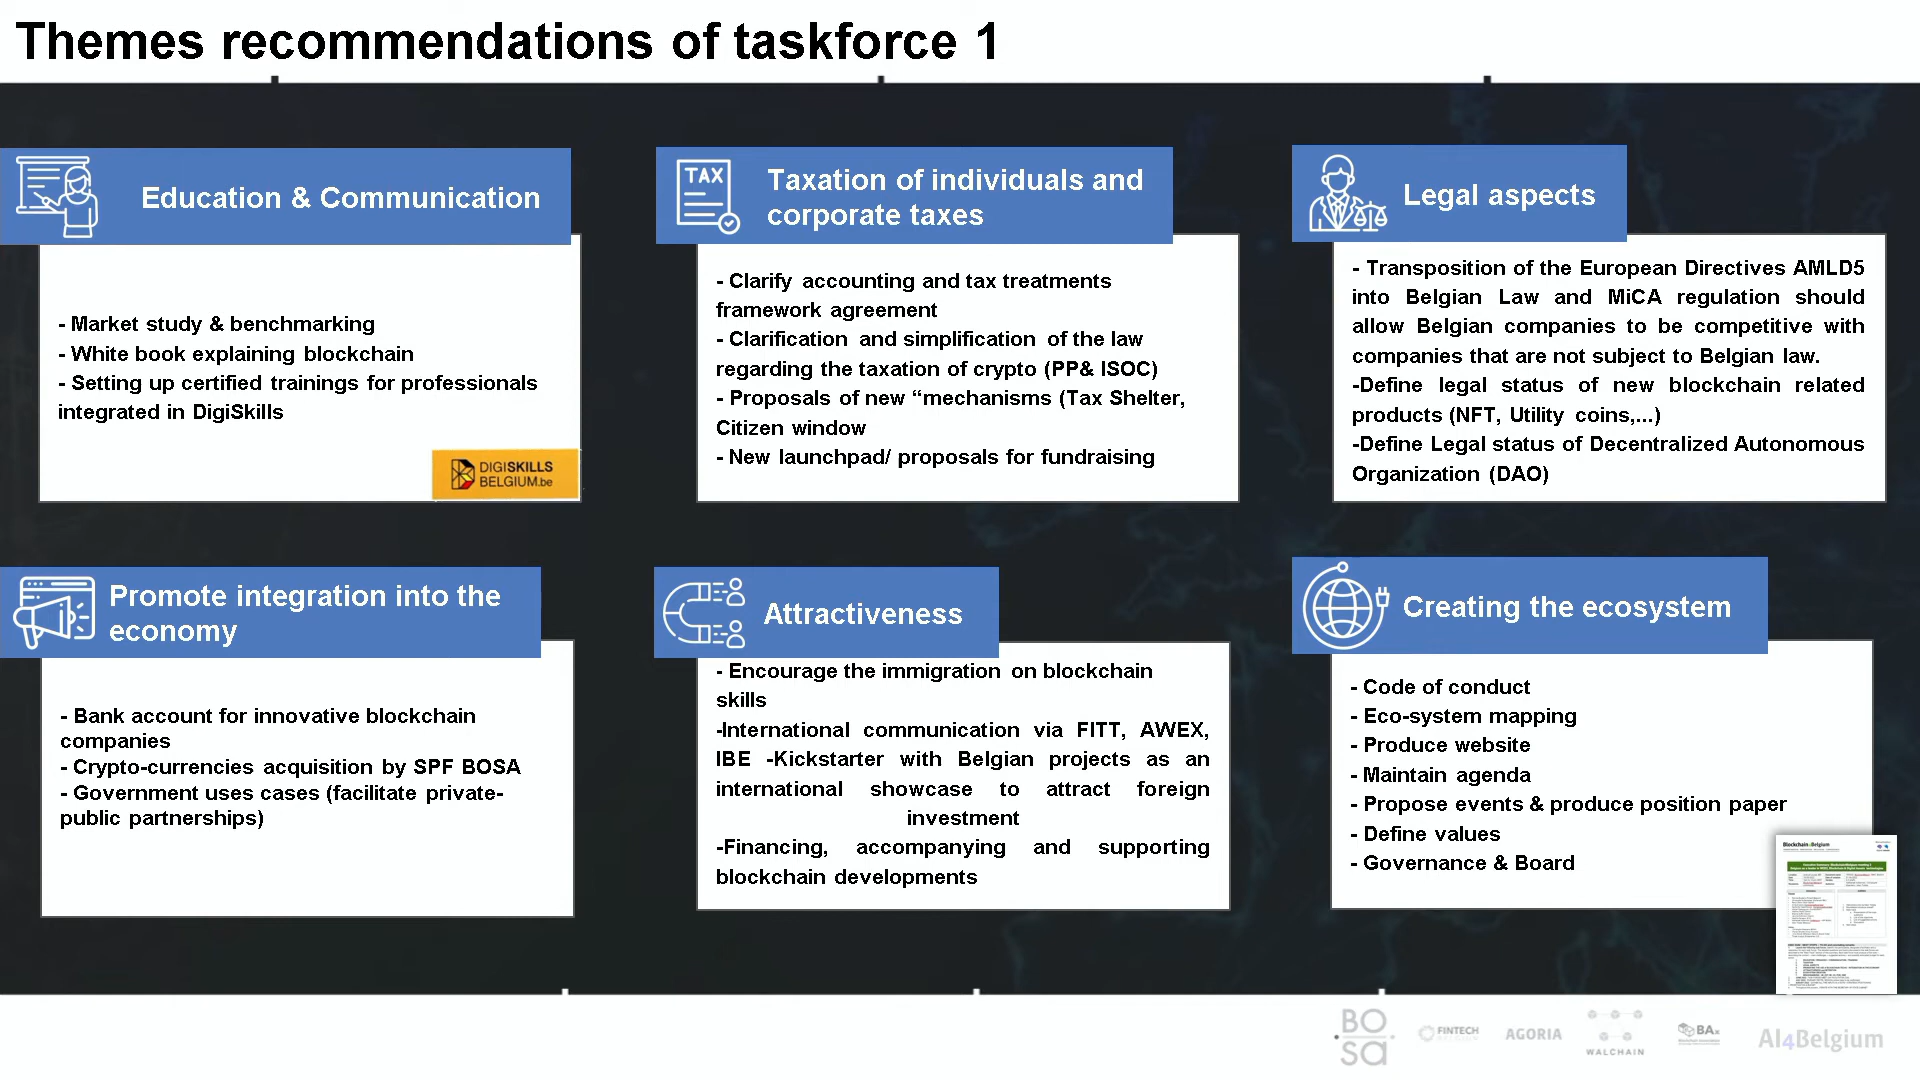 Themes recommendations of taskforce 1
Education & Communication
- Market study & benchmarking
- White book explaining blockchain
- Setting up certified trainings for professionals
integrated in DigiSkills
DIGISKILLS
BELGIUM.be
TAX
Taxation of individuals and
corporate taxes
- Clarify accounting and tax treatments
framework agreement
- Clarification and simplification of the law
regarding the taxation of crypto (PP& ISOC)
- Proposals of new “mechanisms (Tax Shelter,
Citizen window
- New launchpad/ proposals for fundraising
Legal aspects
- Transposition of the European Directives AMLD5
into Belgian Law and MiCA regulation should
allow Belgian companies to be competitive with
companies that are not subject to Belgian law.
-Define legal status of new blockchain related
products (NFT, Utility coins,...)
-Define Legal status of Decentralized Autonomous
Organization (DAO)
Promote integration into the
economy
- Bank account for innovative blockchain
companies
- Crypto-currencies acquisition by SPF BOSA
- Government uses cases (facilitate private-
public partnerships)
Attractiveness
- Encourage the immigration on blockchain
skills
-International communication via FITT, AWEX,
IBE -Kickstarter with Belgian projects as an
international showcase to attract foreign
investment
-Financing, accompanying and supporting
blockchain developments
Creating the ecosystem
- Code of conduct
- Eco-system mapping
- Produce website
- Maintain agenda
- Propose events & produce position paper
- Define values
- Governance & Board
Blockchain4Belgium
BOSA
FINTECH
BELGIUM
AGORIA
WALCHAIN
BAx
AI4Belgium